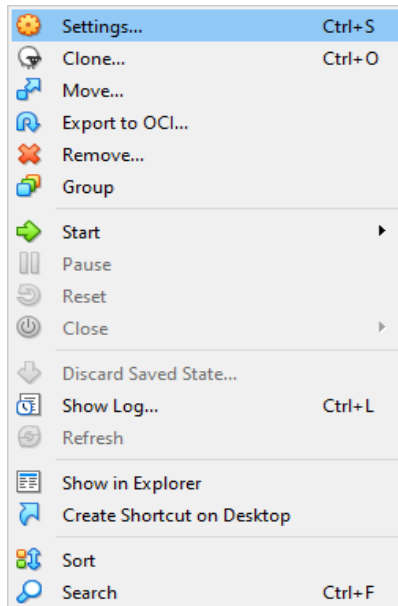 Settings... Ctrl+S
Clone... Ctrl+O
Move...
Export to OCI...
Remove...
Group
Start
Pause
Reset
Close
Discard Saved State...
Show Log... Ctrl+L
Refresh
Show in Explorer
Create Shortcut on Desktop
Sort
Search Ctrl+F